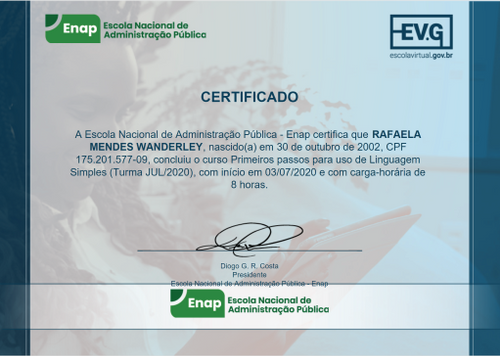 Enap Escola Nacional de
Administração Pública
EV.G
escolavirtual.gov.br
CERTIFICADO
A Escola Nacional de Administração Pública - Enap certifica que RAFAELA
MENDES WANDERLEY, nascido(a) em 30 de outubro de 2002, CPF
175.201.577-09, concluiu o curso Primeiros passos para uso de Linguagem
Simples (Turma JUL/2020), com início em 03/07/2020 e com carga-horária de
8 horas.
Diogo G. R. Costa
Presidente
Escola Nacional de Administração Pública - Enap
Enap Escola Nacional de
Administração Pública